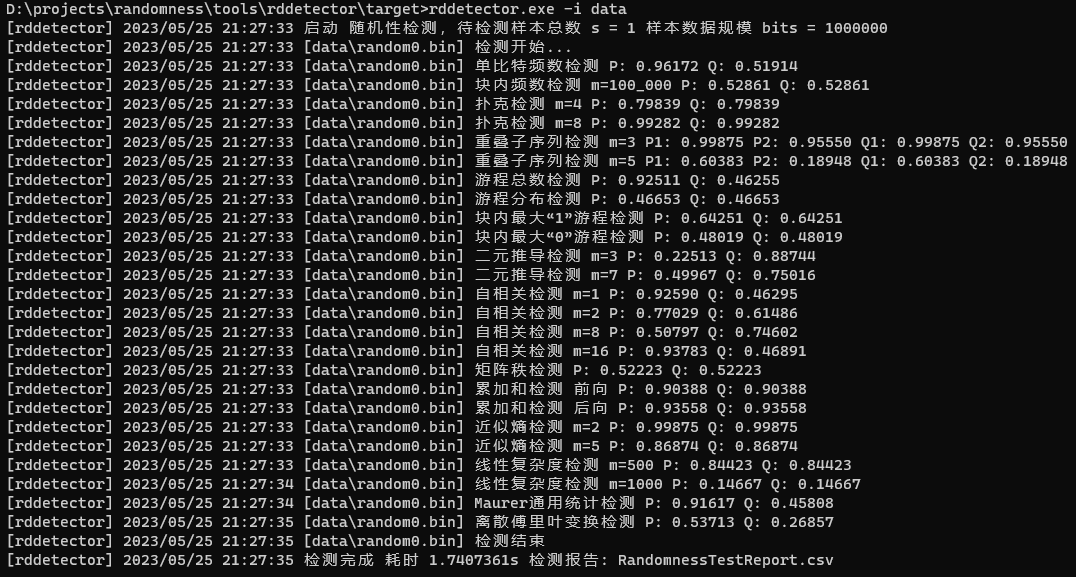 D:\projects\randomness\tools\rddetector\target>rddetector.exe -i data
[rddetector] 2023/05/25 21:27:33 启动 随机性检测，待检测样本总数 s = 1 样本数据规模 bits = 1000000
[rddetector] 2023/05/25 21:27:33 [data\random0.bin] 检测开始...
[rddetector] 2023/05/25 21:27:33 [data\random0.bin] 单比特频数检测 P: 0.96172 Q: 0.51914
[rddetector] 2023/05/25 21:27:33 [data\random0.bin] 块内频数检测 m=100_000 P: 0.52861 Q: 0.52861
[rddetector] 2023/05/25 21:27:33 [data\random0.bin] 扑克检测 m=4 P: 0.79839 Q: 0.79839
[rddetector] 2023/05/25 21:27:33 [data\random0.bin] 扑克检测 m=8 P: 0.99282 Q: 0.99282
[rddetector] 2023/05/25 21:27:33 [data\random0.bin] 重叠子序列检测 m=3 P1: 0.99875 P2: 0.95550 Q1: 0.99875 Q2: 0.95550
[rddetector] 2023/05/25 21:27:33 [data\random0.bin] 重叠子序列检测 m=5 P1: 0.60383 P2: 0.18948 Q1: 0.60383 Q2: 0.18948
[rddetector] 2023/05/25 21:27:33 [data\random0.bin] 游程总数检测 P: 0.92511 Q: 0.46255
[rddetector] 2023/05/25 21:27:33 [data\random0.bin] 游程分布检测 P: 0.46653 Q: 0.46653
[rddetector] 2023/05/25 21:27:33 [data\random0.bin] 块内最大“1”游程检测 P: 0.64251 Q: 0.64251
[rddetector] 2023/05/25 21:27:33 [data\random0.bin] 块内最大“0”游程检测 P: 0.48019 Q: 0.48019
[rddetector] 2023/05/25 21:27:33 [data\random0.bin] 二元推导检测 m=3 P: 0.22513 Q: 0.88744
[rddetector] 2023/05/25 21:27:33 [data\random0.bin] 二元推导检测 m=7 P: 0.49967 Q: 0.75016
[rddetector] 2023/05/25 21:27:33 [data\random0.bin] 自相关检测 m=1 P: 0.92590 Q: 0.46295
[rddetector] 2023/05/25 21:27:33 [data\random0.bin] 自相关检测 m=2 P: 0.77029 Q: 0.61486
[rddetector] 2023/05/25 21:27:33 [data\random0.bin] 自相关检测 m=8 P: 0.50797 Q: 0.74602
[rddetector] 2023/05/25 21:27:33 [data\random0.bin] 自相关检测 m=16 P: 0.93783 Q: 0.46891
[rddetector] 2023/05/25 21:27:33 [data\random0.bin] 矩阵秩检测 P: 0.52223 Q: 0.52223
[rddetector] 2023/05/25 21:27:33 [data\random0.bin] 累加和检测 前向 P: 0.90388 Q: 0.90388
[rddetector] 2023/05/25 21:27:33 [data\random0.bin] 累加和检测 后向 P: 0.93558 Q: 0.93558
[rddetector] 2023/05/25 21:27:33 [data\random0.bin] 近似熵检测 m=2 P: 0.99875 Q: 0.99875
[rddetector] 2023/05/25 21:27:33 [data\random0.bin] 近似熵检测 m=5 P: 0.86874 Q: 0.86874
[rddetector] 2023/05/25 21:27:33 [data\random0.bin] 线性复杂度检测 m=500 P: 0.84423 Q: 0.84423
[rddetector] 2023/05/25 21:27:34 [data\random0.bin] 线性复杂度检测 m=1000 P: 0.14667 Q: 0.14667
[rddetector] 2023/05/25 21:27:34 [data\random0.bin] Maurer通用统计检测 P: 0.91617 Q: 0.45808
[rddetector] 2023/05/25 21:27:35 [data\random0.bin] 离散傅里叶变换检测 P: 0.53713 Q: 0.26857
[rddetector] 2023/05/25 21:27:35 [data\random0.bin] 检测结束
[rddetector] 2023/05/25 21:27:35 检测完成 耗时 1.7407361s 检测报告: RandomnessTestReport.csv